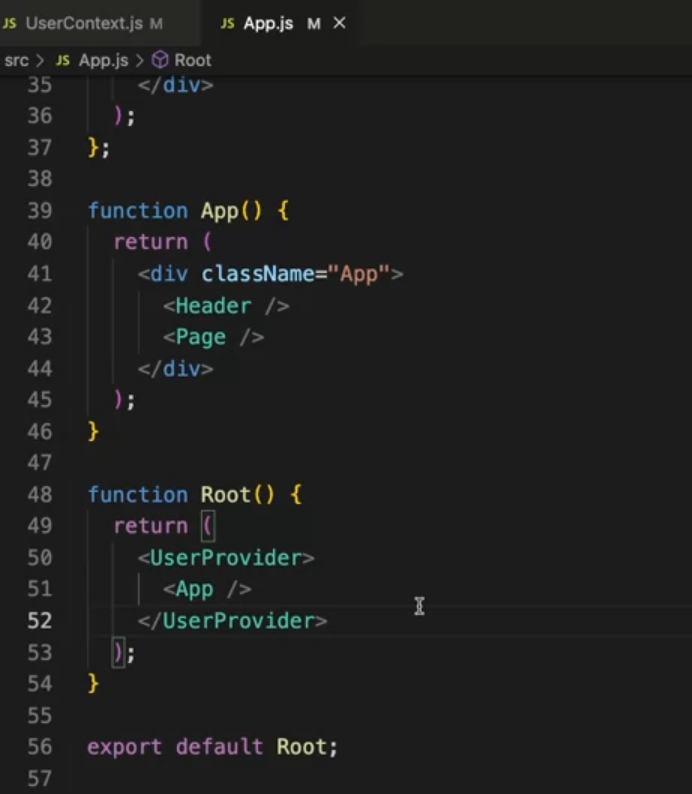 JS UserContext.js M JS App.js M ×
src > JS App.js > Root
35 </div>
36 );
37 };
38
39 function App() {
40 return (
41 <div className="App">
42 <Header />
43 <Page />
44 </div>
45 );
46 }
47
48 function Root() {
49 return (
50 <UserProvider>
51 <App />
52 </UserProvider>
53 );
54 }
55
56 export default Root;
57